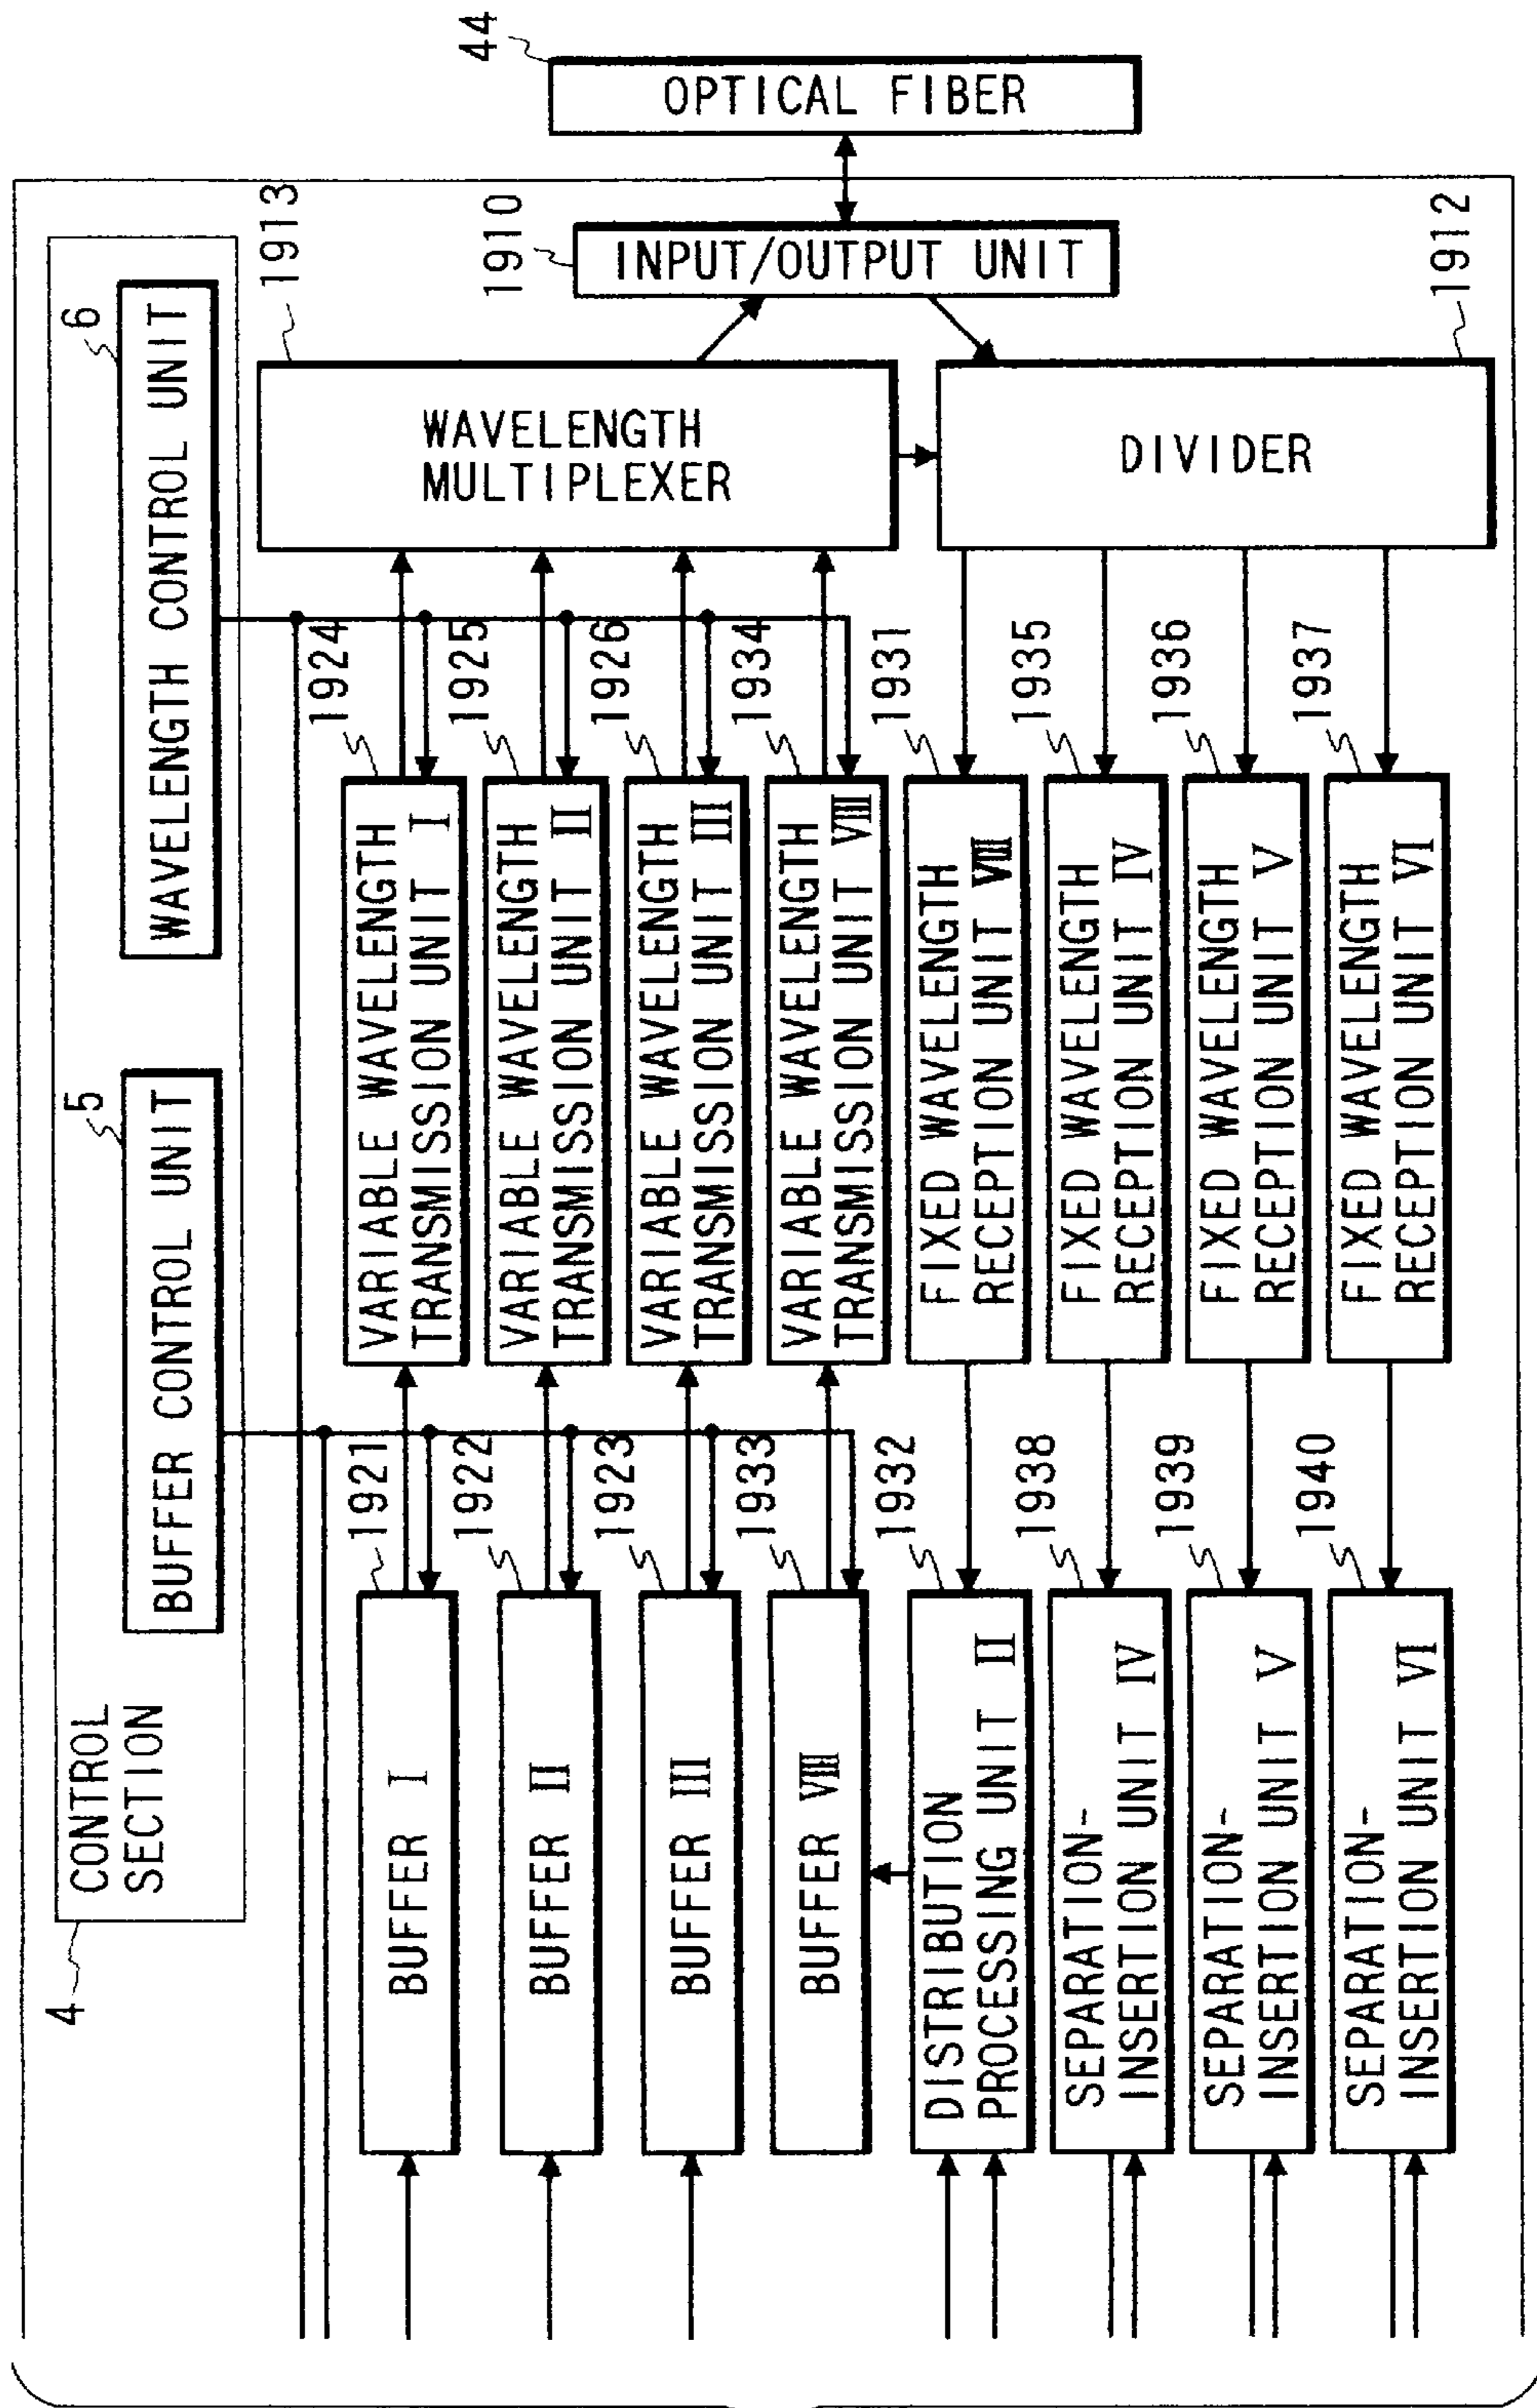 4
CONTROL
SECTION
5
BUFFER CONTROL UNIT
6
WAVELENGTH CONTROL UNIT
1921
BUFFER I
1922
BUFFER II
1923
BUFFER III
1933
BUFFER VIII
1932
DISTRIBUTION
PROCESSING UNIT II
1938
SEPARATION-
INSERTION UNIT IV
1939
SEPARATION-
INSERTION UNIT V
1940
SEPARATION-
INSERTION UNIT VI
1924
VARIABLE WAVELENGTH
TRANSMISSION UNIT I
1925
VARIABLE WAVELENGTH
TRANSMISSION UNIT II
1926
VARIABLE WAVELENGTH
TRANSMISSION UNIT III
1934
VARIABLE WAVELENGTH
TRANSMISSION UNIT VIII
1931
FIXED WAVELENGTH
RECEPTION UNIT VIII
1935
FIXED WAVELENGTH
RECEPTION UNIT IV
1936
FIXED WAVELENGTH
RECEPTION UNIT V
1937
FIXED WAVELENGTH
RECEPTION UNIT VI
1913
WAVELENGTH
MULTIPLEXER
1912
DIVIDER
1910
INPUT/OUTPUT UNIT
44
OPTICAL FIBER